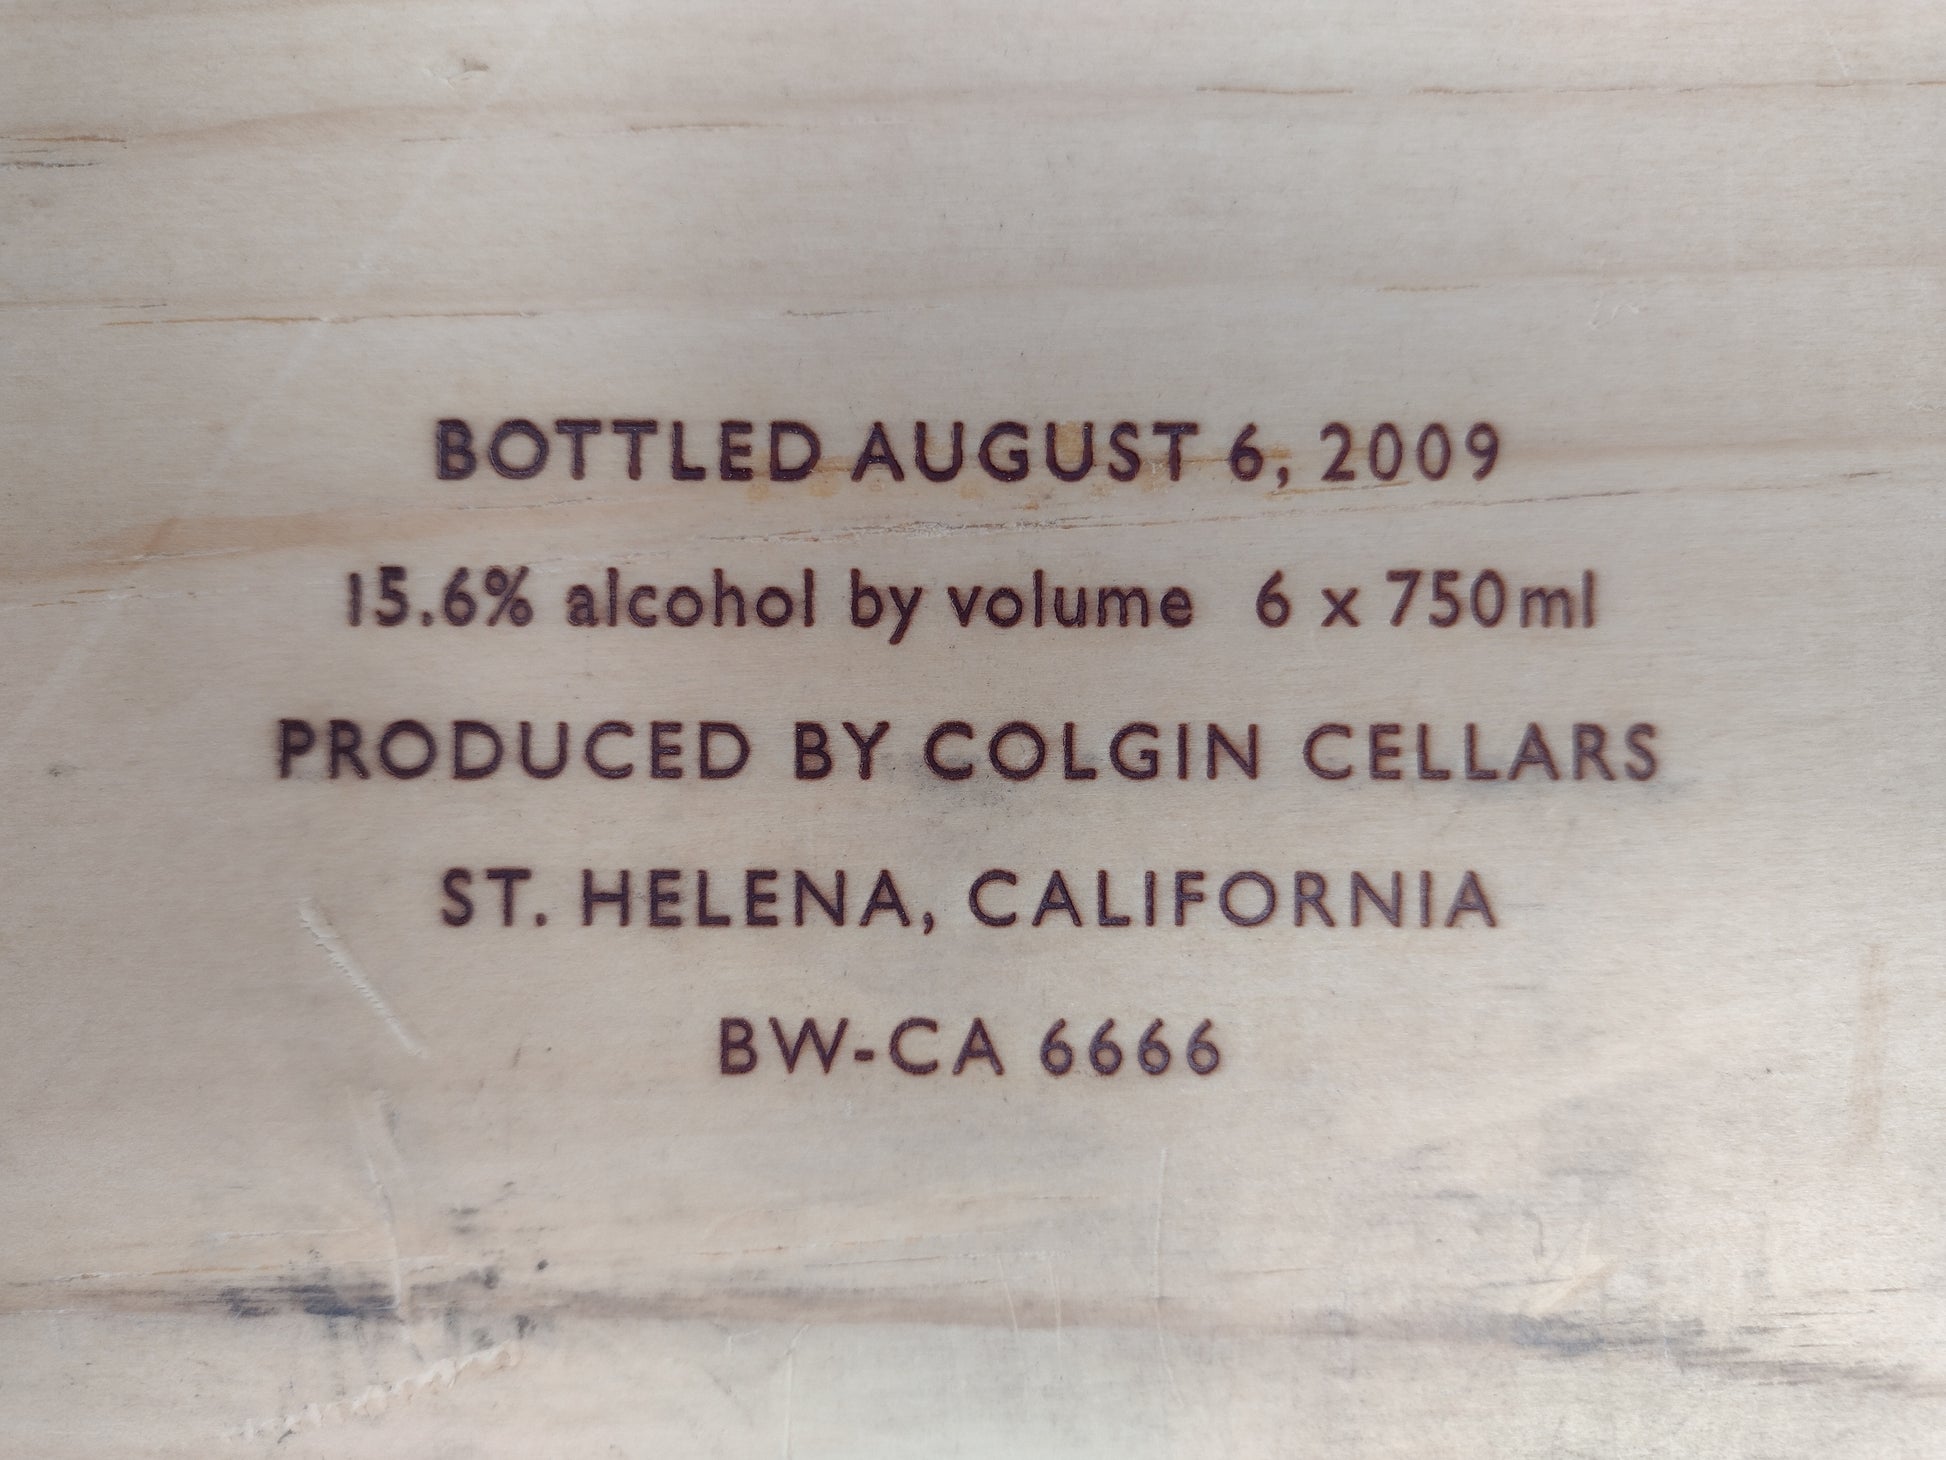 BOTTLED AUGUST 6, 2009
15.6% alcohol by volume 6 x 750ml
PRODUCED BY COLGIN CELLARS
ST. HELENA, CALIFORNIA
BW-CA 6666